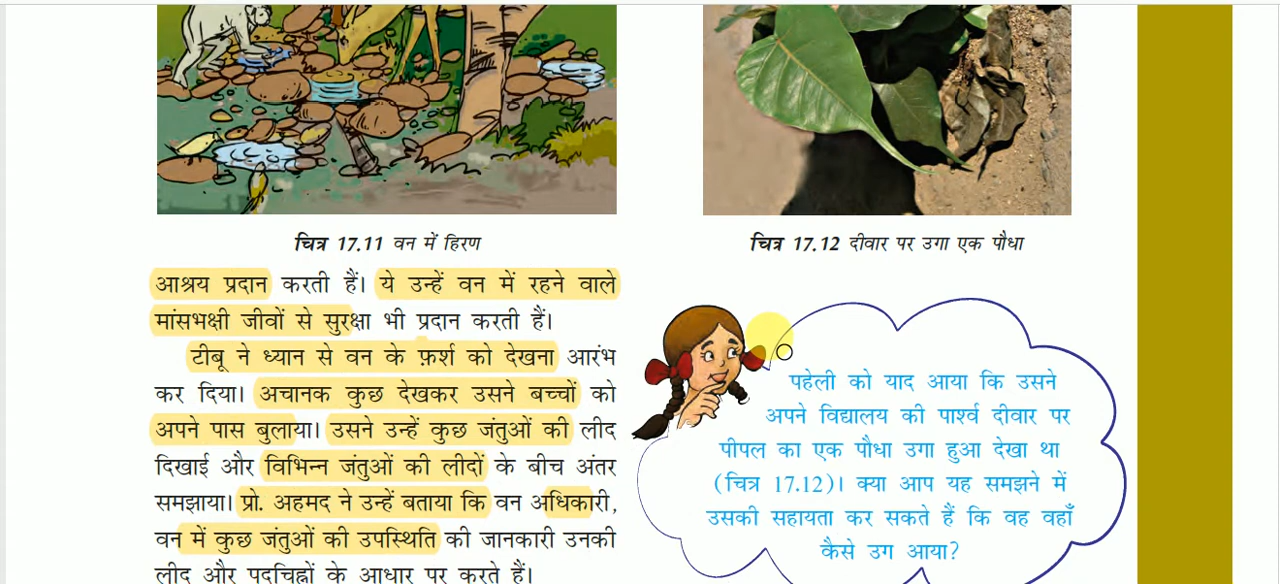 चित्र 17.11 वन में हिरण
आश्रय प्रदान करती हैं। ये उन्हें वन में रहने वाले
मांसभक्षी जीवों से सुरक्षा भी प्रदान करती हैं।
टीबू ने ध्यान से वन के फ़र्श को देखना आरंभ
कर दिया। अचानक कुछ देखकर उसने बच्चों को
अपने पास बुलाया। उसने उन्हें कुछ जंतुओं की लीद
दिखाई और विभिन्न जंतुओं की लीदों के बीच अंतर
समझाया। प्रो. अहमद ने उन्हें बताया कि वन अधिकारी,
वन में कुछ जंतुओं की उपस्थिति की जानकारी उनकी
लीद और पदचिह्नों के आधार पर करते हैं।
चित्र 17.12 दीवार पर उगा एक पौधा
पहेली को याद आया कि उसने
अपने विद्यालय की पार्श्व दीवार पर
पीपल का एक पौधा उगा हुआ देखा था
(चित्र 17.12)। क्या आप यह समझने में
उसकी सहायता कर सकते हैं कि वह वहाँ
कैसे उग आया?